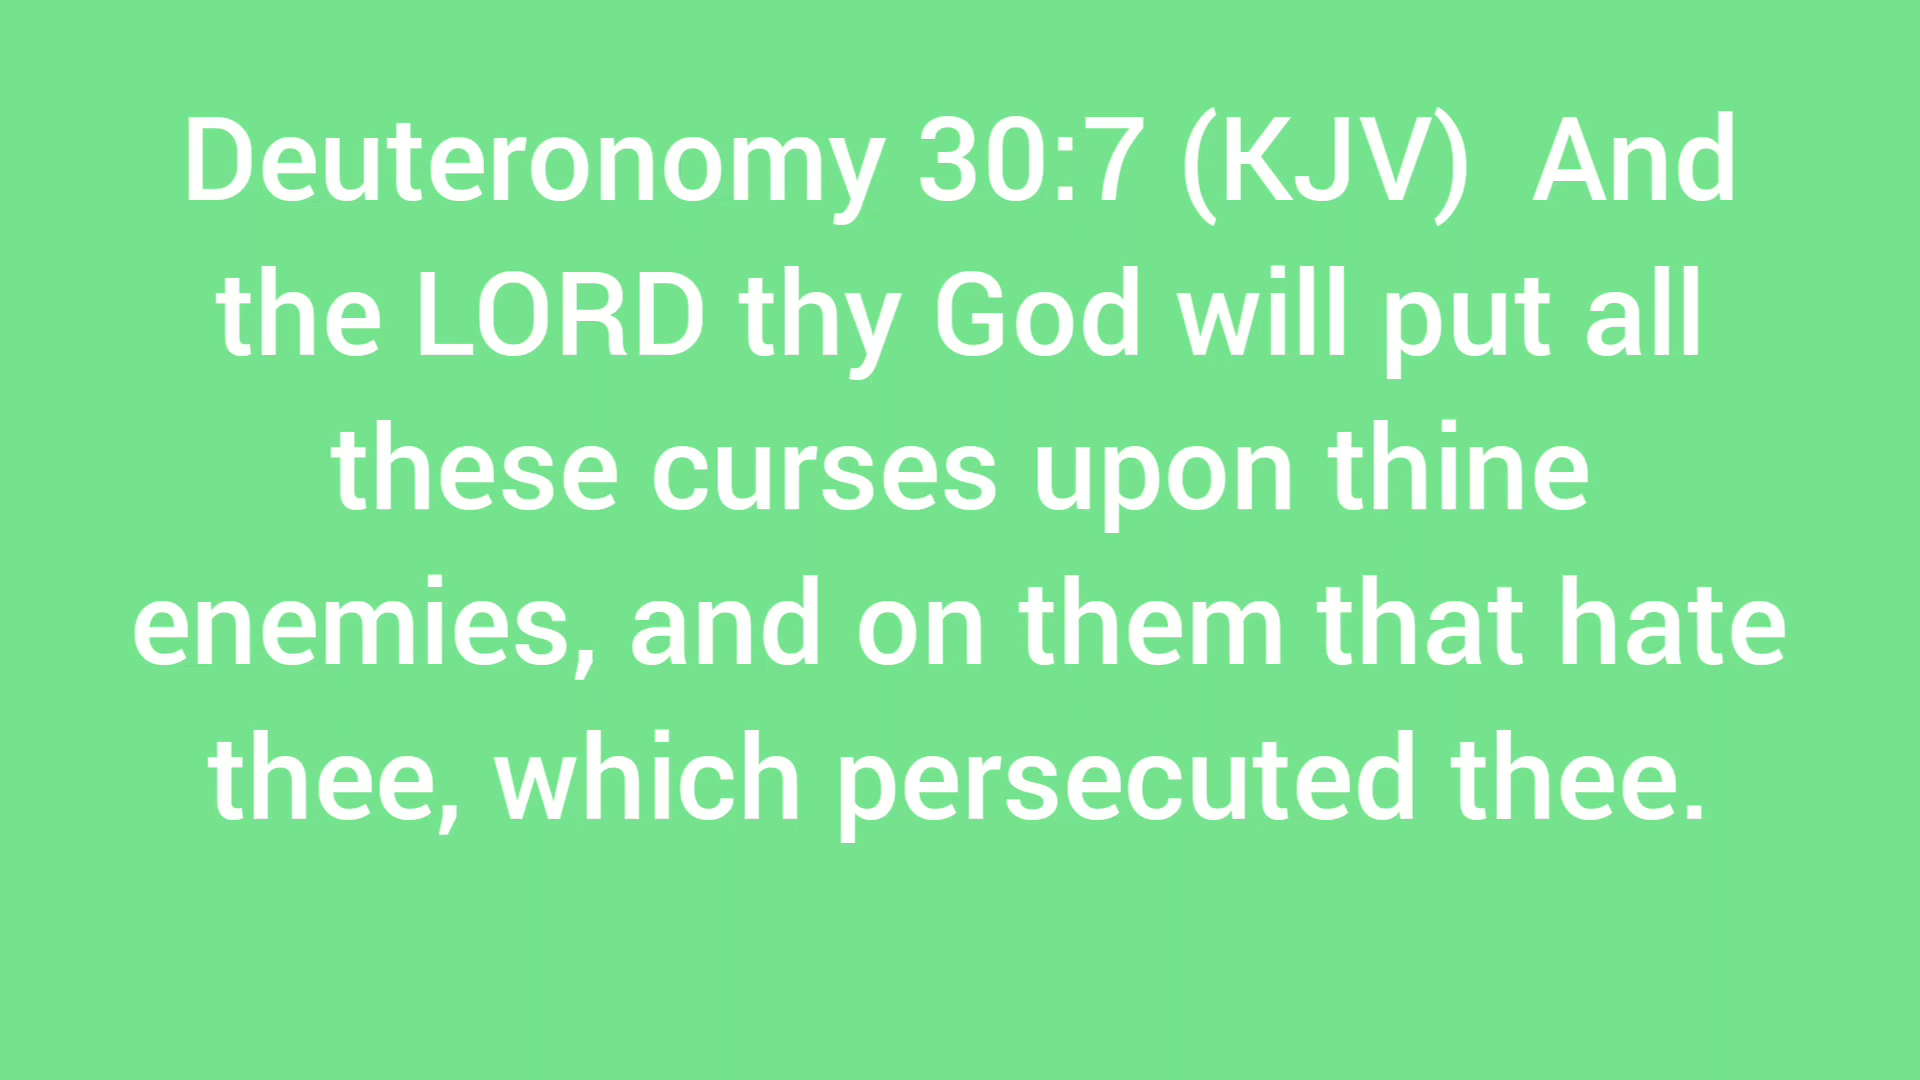 Deuteronomy 30:7 (KJV)  And
the LORD thy God will put all
these curses upon thine
enemies, and on them that hate
thee, which persecuted thee.